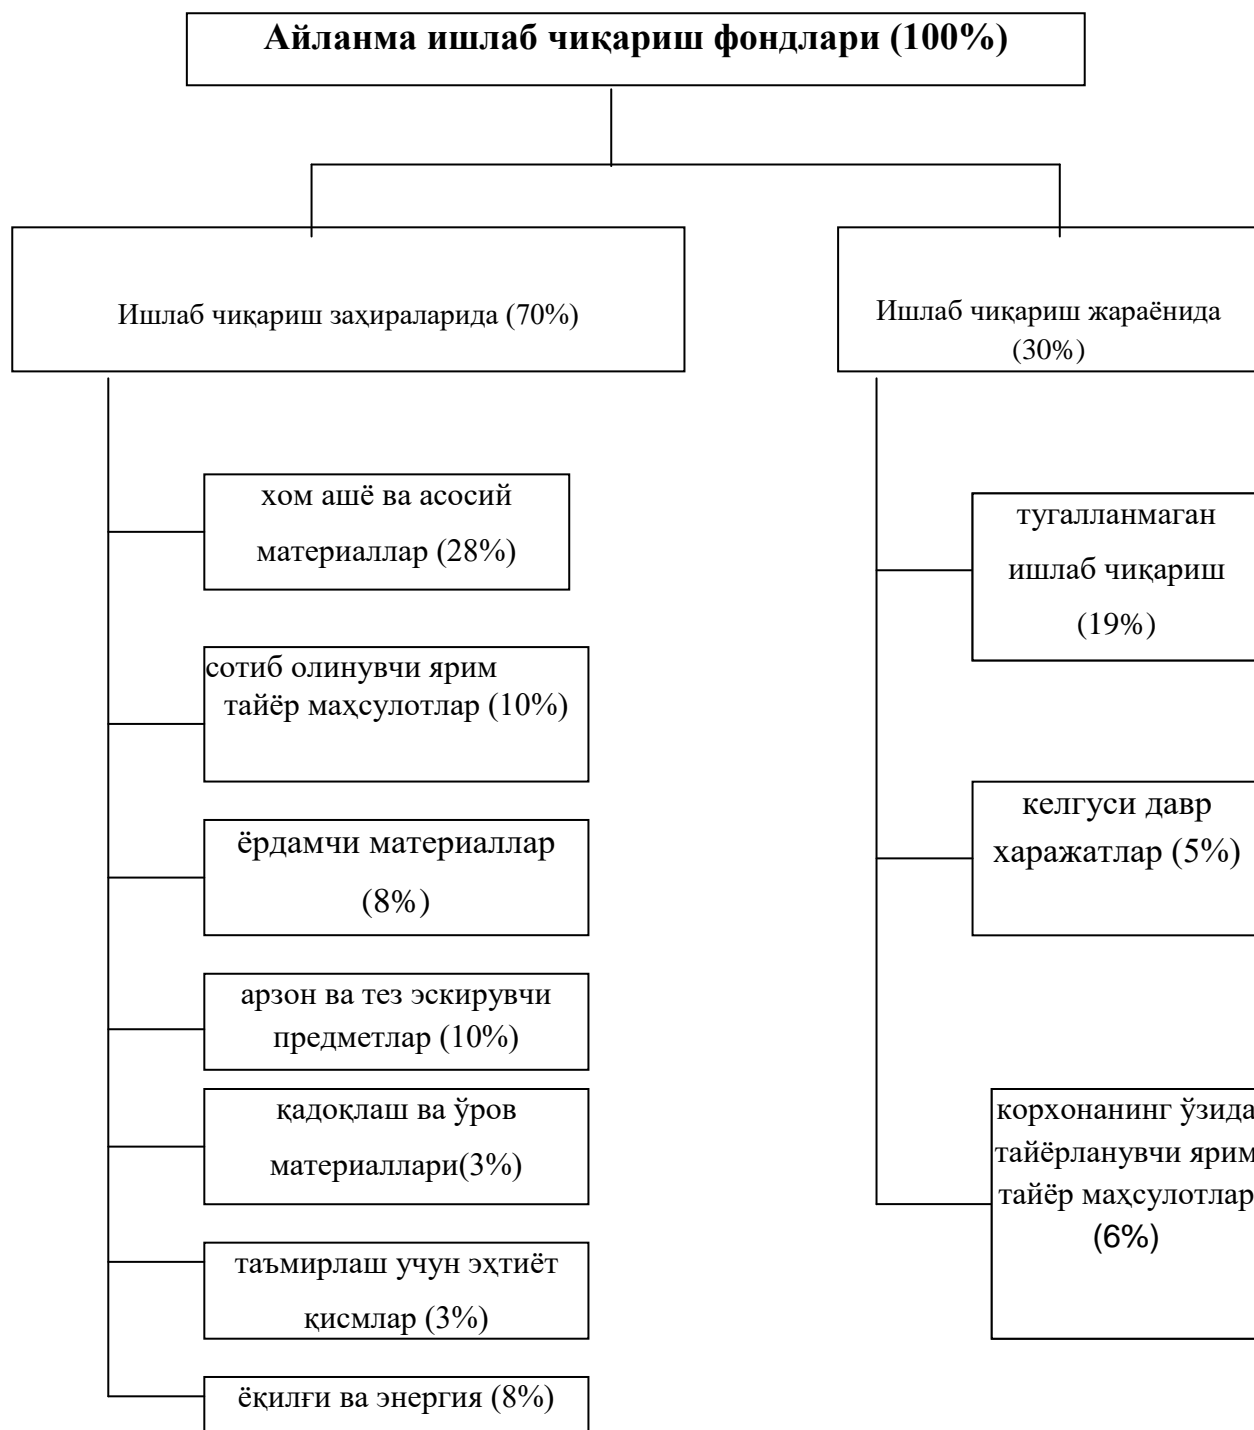 Айланма ишлаб чиқариш фондлари (100%)
Ишлаб чиқариш заҳираларида (70%)
хом ашё ва асосий
материаллар (28%)
сотиб олинувчи ярим
тайёр маҳсулотлар (10%)
ёрдамчи материаллар
(8%)
арзон ва тез эскирувчи
предметлар (10%)
қадоқлаш ва ўров
материаллари(3%)
таъмирлаш учун эҳтиёт
қисмлар (3%)
ёқилғи ва энергия (8%)
Ишлаб чиқариш жараёнида
(30%)
тугалланмаган
ишлаб чиқариш
(19%)
келгуси давр
харажатлар (5%)
корхонанинг ўзида
тайёрланувчи ярим
тайёр маҳсулотлар
(6%)